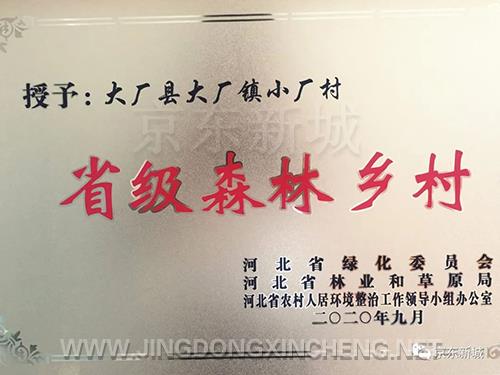 授予：大厂县大厂镇小厂村
京东新城
省级森林乡村
河北省绿化委员会
河北省林业和草原局
河北省农村人居环境整治工作领导小组办公室
二〇二〇年九月
WWW.JINGDONGXINCHENG.NET
京东新城